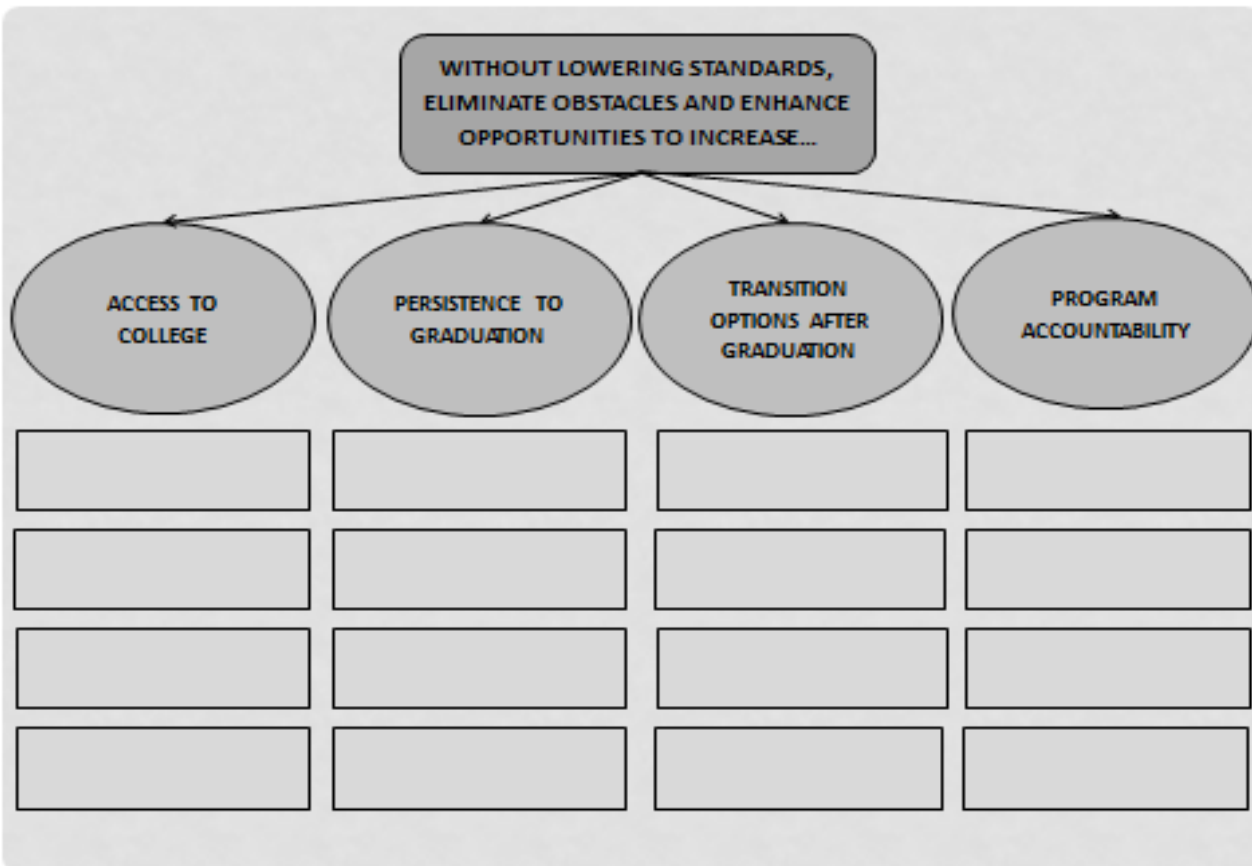 WITHOUT LOWERING STANDARDS,
ELIMINATE OBSTACLES AND ENHANCE
OPPORTUNITIES TO INCREASE...
ACCESS TO
COLLEGE
PERSISTENCE TO
GRADUATION
TRANSITION
OPTIONS AFTER
GRADUATION
PROGRAM
ACCOUNTABILITY